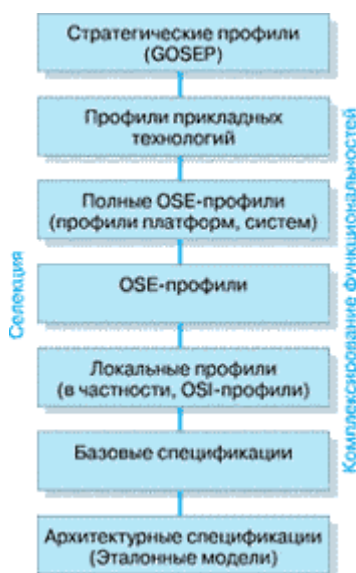 Стратегические профили
(GOSEP)
Профили прикладных
технологий
Полные OSE-профили
(профили платформ, систем)
OSE-профили
Локальные профили
(в частности, OSI-профили)
Базовые спецификации
Архитектурные спецификации
(Эталонные модели)
Селекция
Комплексирование функциональностей